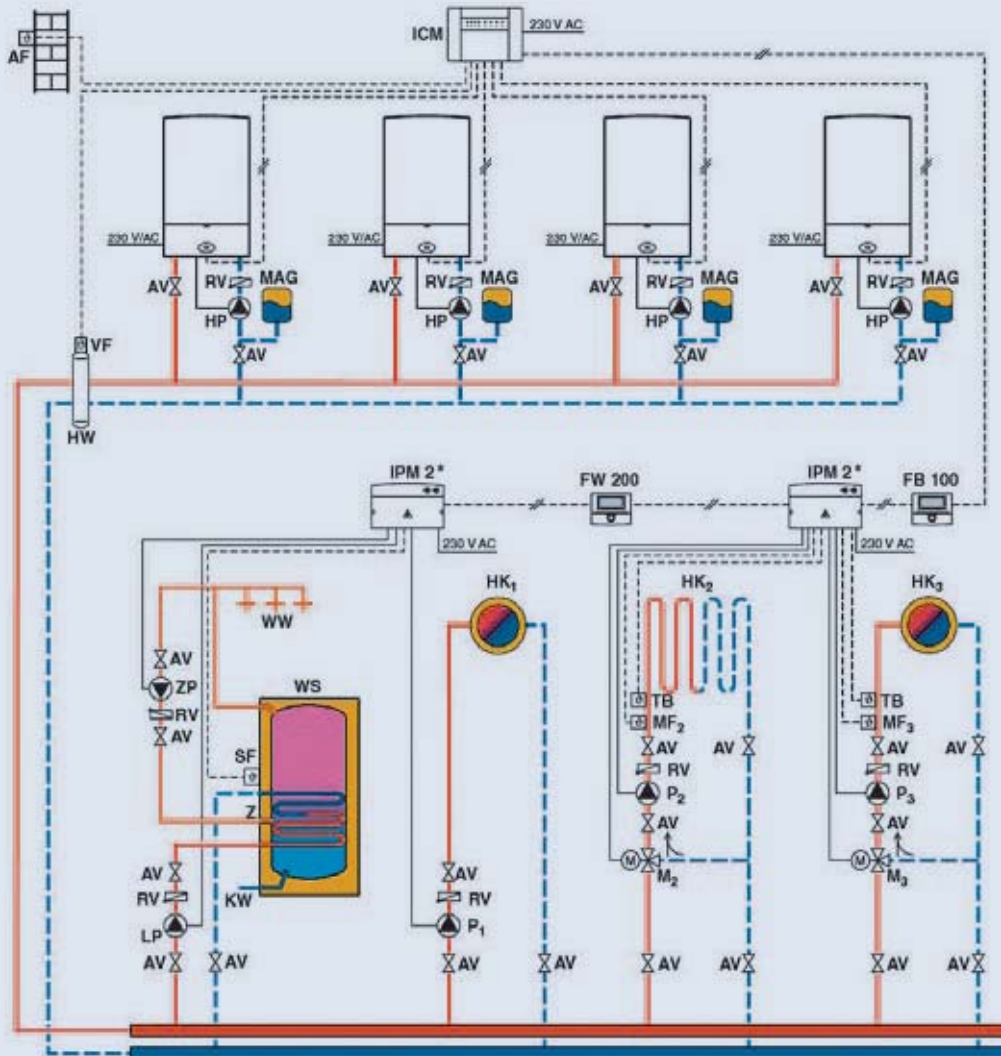 ICM 230 V AC
AF
230 V/AC 230 V/AC 230 V/AC 230 V/AC
AV RV MAG AV RV MAG AV RV MAG AV RV MAG
HP HP HP HP
VF AV AV AV AV
HW
IPM 2* FW 200 IPM 2* FB 100
230 V AC 230 V AC
HK1 HK2 HK3
WW
AV
ZP WS
RV TB TB
AV MF2 MF3
SF AV AV AV AV
RV RV
Z P2 P3
AV AV
AV AV M M2 M M3
RV KW RV
LP P1
AV AV AV AV AV AV AV AV